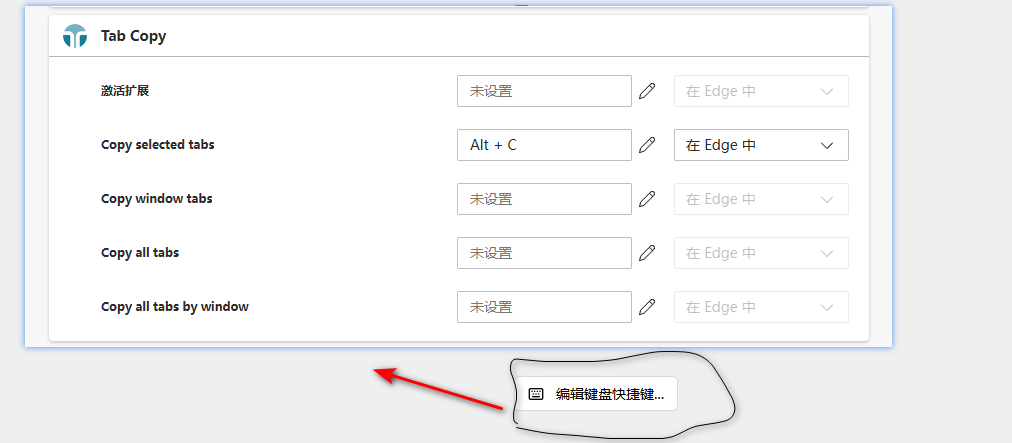 Tab Copy
激活扩展 未设置 在 Edge 中
Copy selected tabs Alt + C 在 Edge 中
Copy window tabs 未设置 在 Edge 中
Copy all tabs 未设置 在 Edge 中
Copy all tabs by window 未设置 在 Edge 中
编辑键盘快捷键...